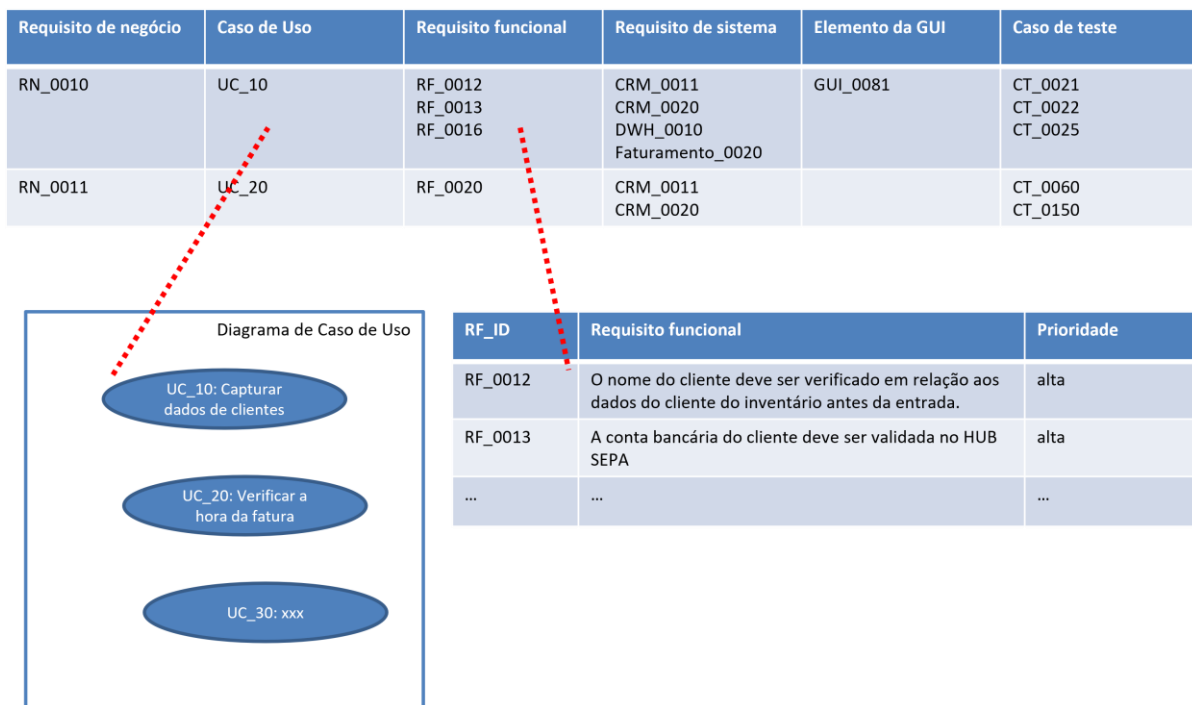 Requisito de negócio Caso de Uso Requisito funcional Requisito de sistema Elemento da GUI Caso de teste
RN_0010 UC_10 RF_0012 CRM_0011 GUI_0081 CT_0021
RF_0013 CRM_0020 CT_0022
RF_0016 DWH_0010 CT_0025
Faturamento_0020
RN_0011 UC_20 RF_0020 CRM_0011 CT_0060
CRM_0020 CT_0150
Diagrama de Caso de Uso
UC_10: Capturar
dados de clientes
UC_20: Verificar a
hora da fatura
UC_30: xxx
RF_ID Requisito funcional Prioridade
RF_0012 O nome do cliente deve ser verificado em relação aos alta
dados do cliente do inventário antes da entrada.
RF_0013 A conta bancária do cliente deve ser validada no HUB alta
SEPA
... ... ...